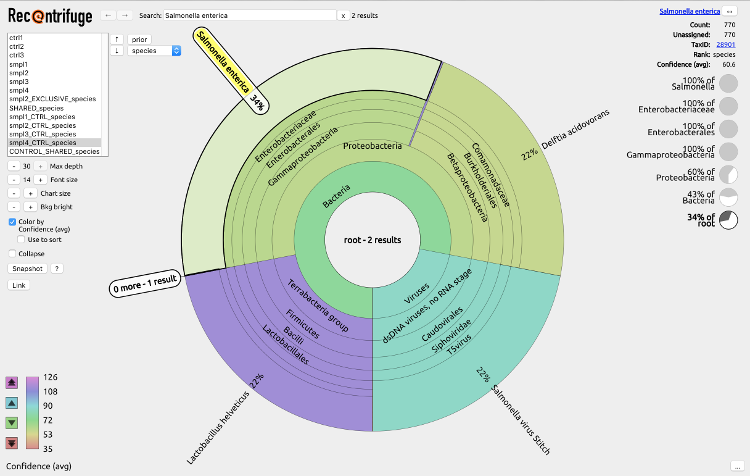 Recentrifuge
← → Search: Salmonella enterica x 2 results
ctrl1
ctrl2
ctrl3
smpl1
smpl2
smpl3
smpl4
smpl2_EXCLUSIVE_species
SHARED_species
smpl1_CTRL_species
smpl2_CTRL_species
smpl3_CTRL_species
smpl4_CTRL_species
CONTROL_SHARED_species
↑ prior
↓ species
- 30 + Max depth
- 14 + Font size
- + Chart size
- + Bkg bright
Color by
Confidence (avg)
Use to sort
Collapse
Snapshot ?
Link
Salmonella enterica 34%
Enterobacteriaceae
Enterobacterales
Gammaproteobacteria
Proteobacteria
Bacteria
root - 2 results
Comamonadaceae
Burkholderiales
Betaproteobacteria
22% Delftia acidovorans
0 more - 1 result
Terrabacteria group
Firmicutes
Bacilli
Lactobacillales
Lactobacillus helveticus 22%
Viruses
dsDNA viruses, no RNA stage
Caudovirales
Siphoviridae
T5virus
22% Salmonella virus Stitch
Salmonella enterica ↔
Count: 770
Unassigned: 770
TaxID: 28901
Rank: species
Confidence (avg): 60.6
100% of
Salmonella
100% of
Enterobacteriaceae
100% of
Enterobacterales
100% of
Gammaproteobacteria
60% of
Proteobacteria
43% of
Bacteria
34% of
root
126
108
90
72
53
35
Confidence (avg)
...